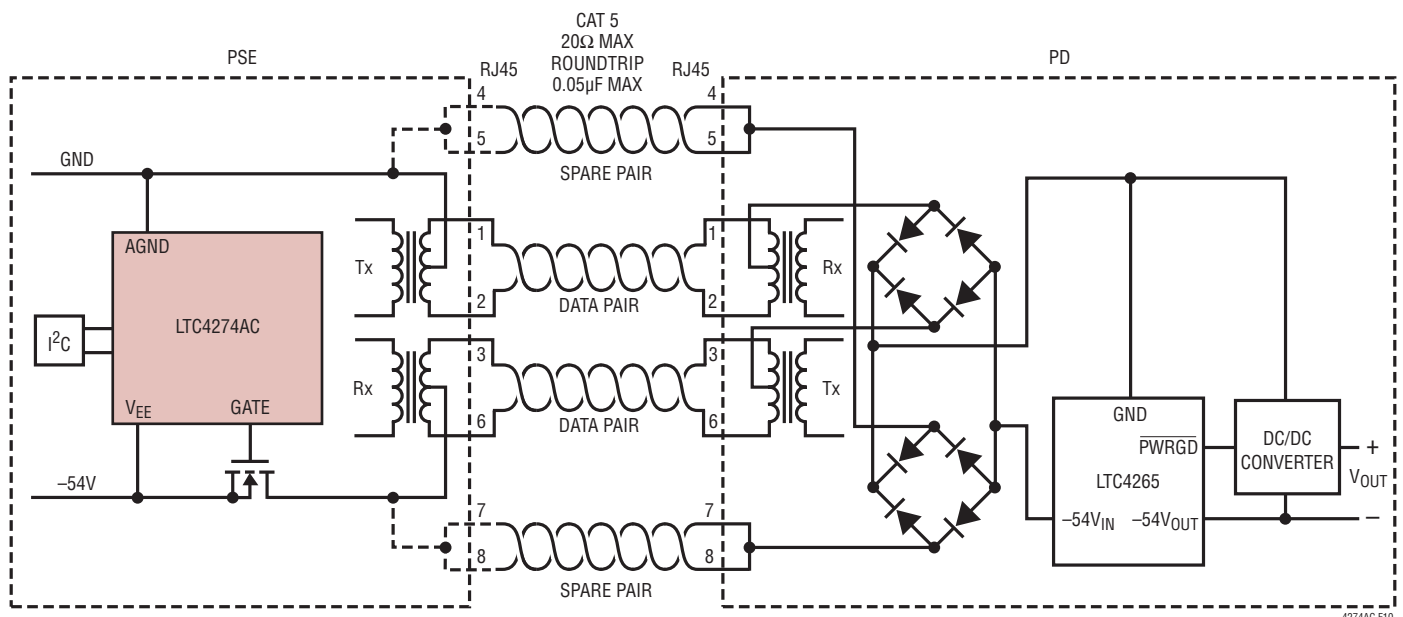 CAT 5
20Ω MAX
ROUNDTRIP
0.05µF MAX
PSE
RJ45
RJ45
PD
4
5
4
5
SPARE PAIR
GND
AGND
LTC4274AC
I²C
VEE
GATE
–54V
Tx
Rx
1
2
1
2
DATA PAIR
3
6
3
6
DATA PAIR
Rx
Tx
7
8
7
8
SPARE PAIR
GND
PWRGD
LTC4265
–54VIN
–54VOUT
DC/DC
CONVERTER
+
VOUT
–
4274AC F10